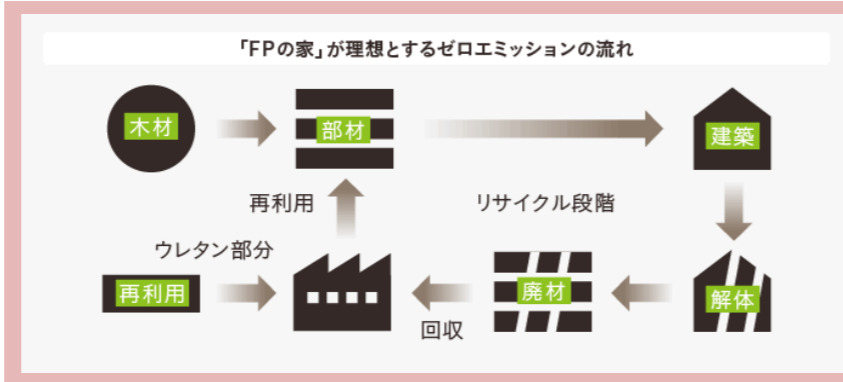 「FPの家」が理想とするゼロエミッションの流れ
木材
部材
建築
再利用
リサイクル段階
ウレタン部分
再利用
廃材
解体
回収